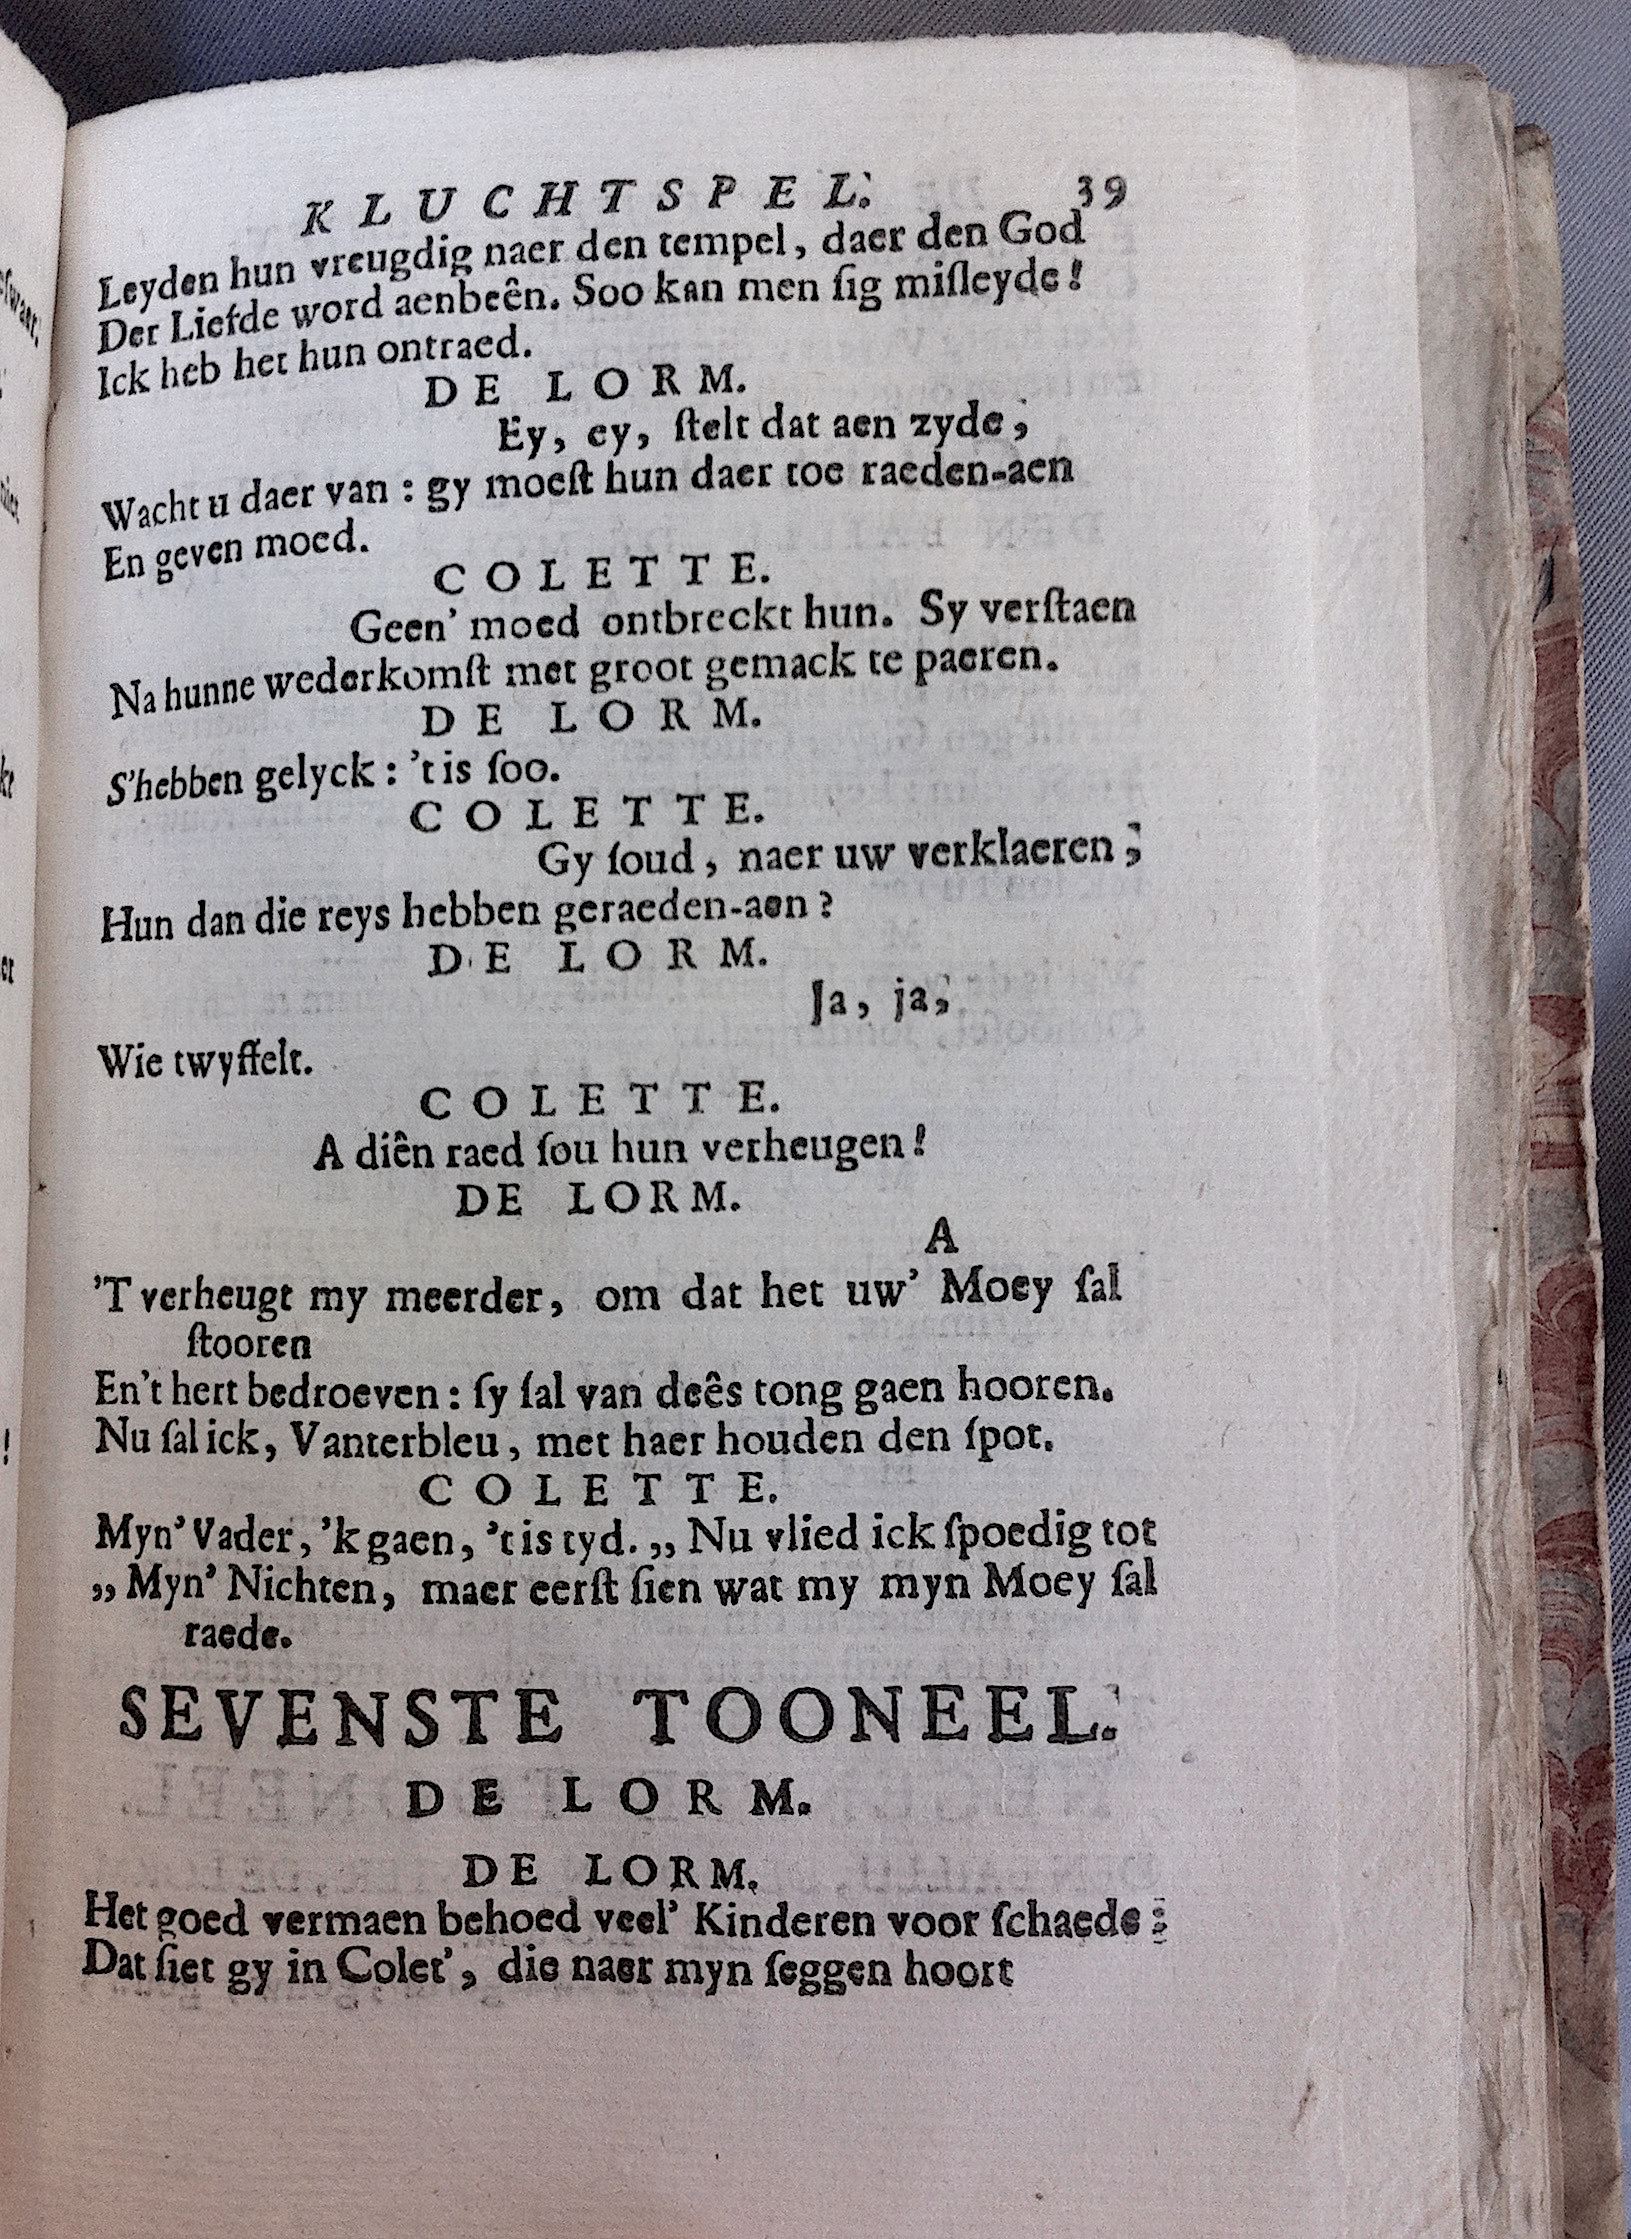 KLUCHTSPEL. 39
Leyden hun vreugdig naer den tempel, daer den God
Der Liefde word aenbeên. Soo kan men ſig miſleyde!
Ick heb het hun ontraed.
DE LORM.
Ey, ey, ſtelt dat aen zyde,
Wacht u daer van : gy moeſt hun daer toe raeden-aen
En geven moed.
COLETTE.
Geen' moed ontbreckt hun. Sy verſtaen
Na hunne wederkomſt met groot gemack te paeren.
DE LORM.
S'hebben gelyck : 't is ſoo.
COLETTE.
Gy ſoud, naer uw verklaeren,
Hun dan die reys hebben geraeden-aen ?
DE LORM.
Ja, ja,
Wie twyffelt.
COLETTE.
A diên raed ſou hun verheugen!
DE LORM.
A
'T verheugt my meerder, om dat het uw' Moey ſal
ſtooren
En't hert bedroeven : ſy ſal van deês tong gaen hooren.
Nu ſal ick, Vanterbleu, met haer houden den ſpot.
COLETTE.
Myn' Vader, 'k gaen, 't is tyd. „ Nu vlied ick ſpoedig tot
„ Myn' Nichten, maer eerſt ſien wat my myn Moey ſal
raede.
SEVENSTE TOONEEL.
DE LORM.
DE LORM.
Het goed vermaen behoed veel' Kinderen voor ſchaede :
Dat ſiet gy in Colet', die naer myn ſeggen hoort